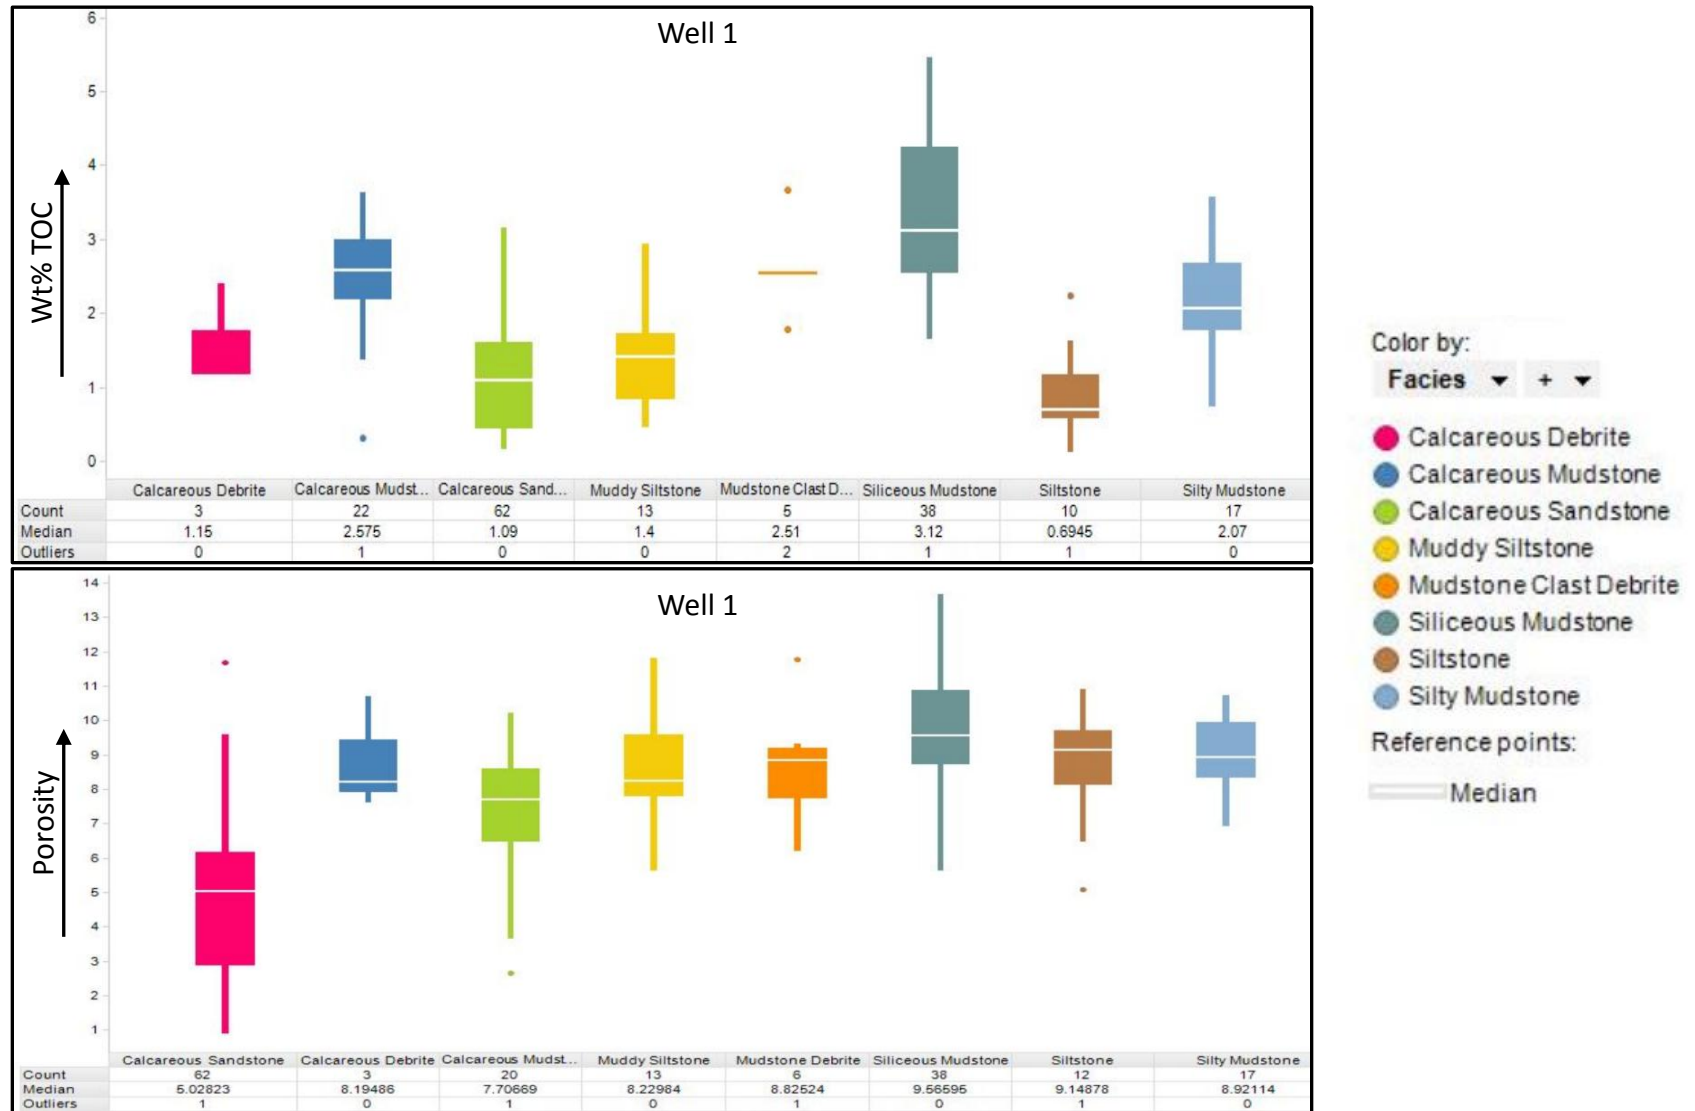 Well 1
6
5
4
3
2
1
0
Wt% TOC
Calcareous Debrite Calcareous Mudst... Calcareous Sand... Muddy Siltstone Mudstone Clast D... Siliceous Mudstone Siltstone Silty Mudstone
Count 3 22 62 13 5 38 10 17
Median 1.15 2.575 1.09 1.4 2.51 3.12 0.6945 2.07
Outliers 0 1 0 0 2 1 1 0
Well 1
14
13
12
11
10
9
8
7
6
5
4
3
2
1
Porosity
Calcareous Sandstone Calcareous Debrite Calcareous Mudst... Muddy Siltstone Mudstone Debrite Siliceous Mudstone Siltstone Silty Mudstone
Count 62 3 20 13 6 38 12 17
Median 5.02823 8.19486 7.70669 8.22984 8.82524 9.56595 9.14878 8.92114
Outliers 1 0 1 0 1 0 1 0
Color by:
Facies +
Calcareous Debrite
Calcareous Mudstone
Calcareous Sandstone
Muddy Siltstone
Mudstone Clast Debrite
Siliceous Mudstone
Siltstone
Silty Mudstone
Reference points:
Median